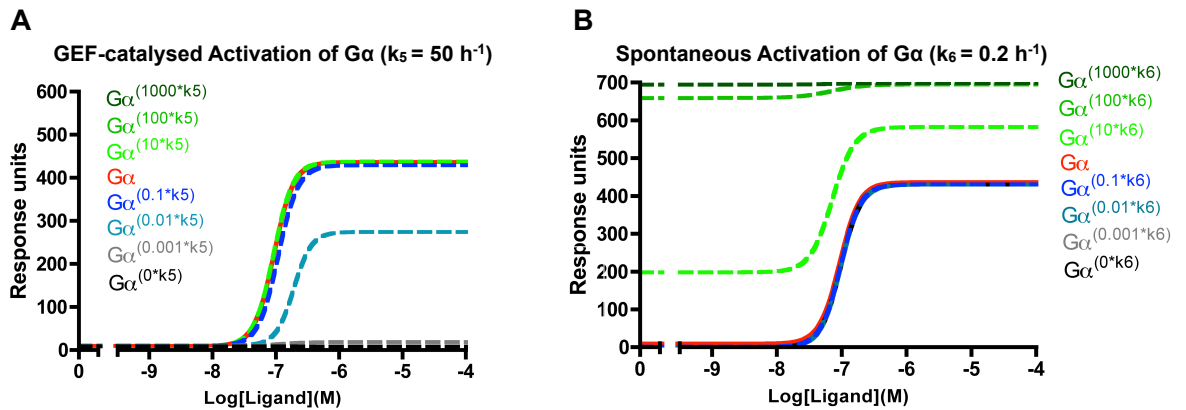 A
GEF-catalysed Activation of Gα (k5 = 50 h-1)
Response units
600
500
400
300
200
100
0
Gα(1000*k5)
Gα(100*k5)
Gα(10*k5)
Gα
Gα(0.1*k5)
Gα(0.01*k5)
Gα(0.001*k5)
Gα(0*k5)
0 -9 -8 -7 -6 -5 -4
Log[Ligand](M)
B
Spontaneous Activation of Gα (k6 = 0.2 h-1)
Response units
700
600
500
400
300
200
100
0
0 -9 -8 -7 -6 -5 -4
Log[Ligand](M)
Gα(1000*k6)
Gα(100*k6)
Gα(10*k6)
Gα
Gα(0.1*k6)
Gα(0.01*k6)
Gα(0.001*k6)
Gα(0*k6)